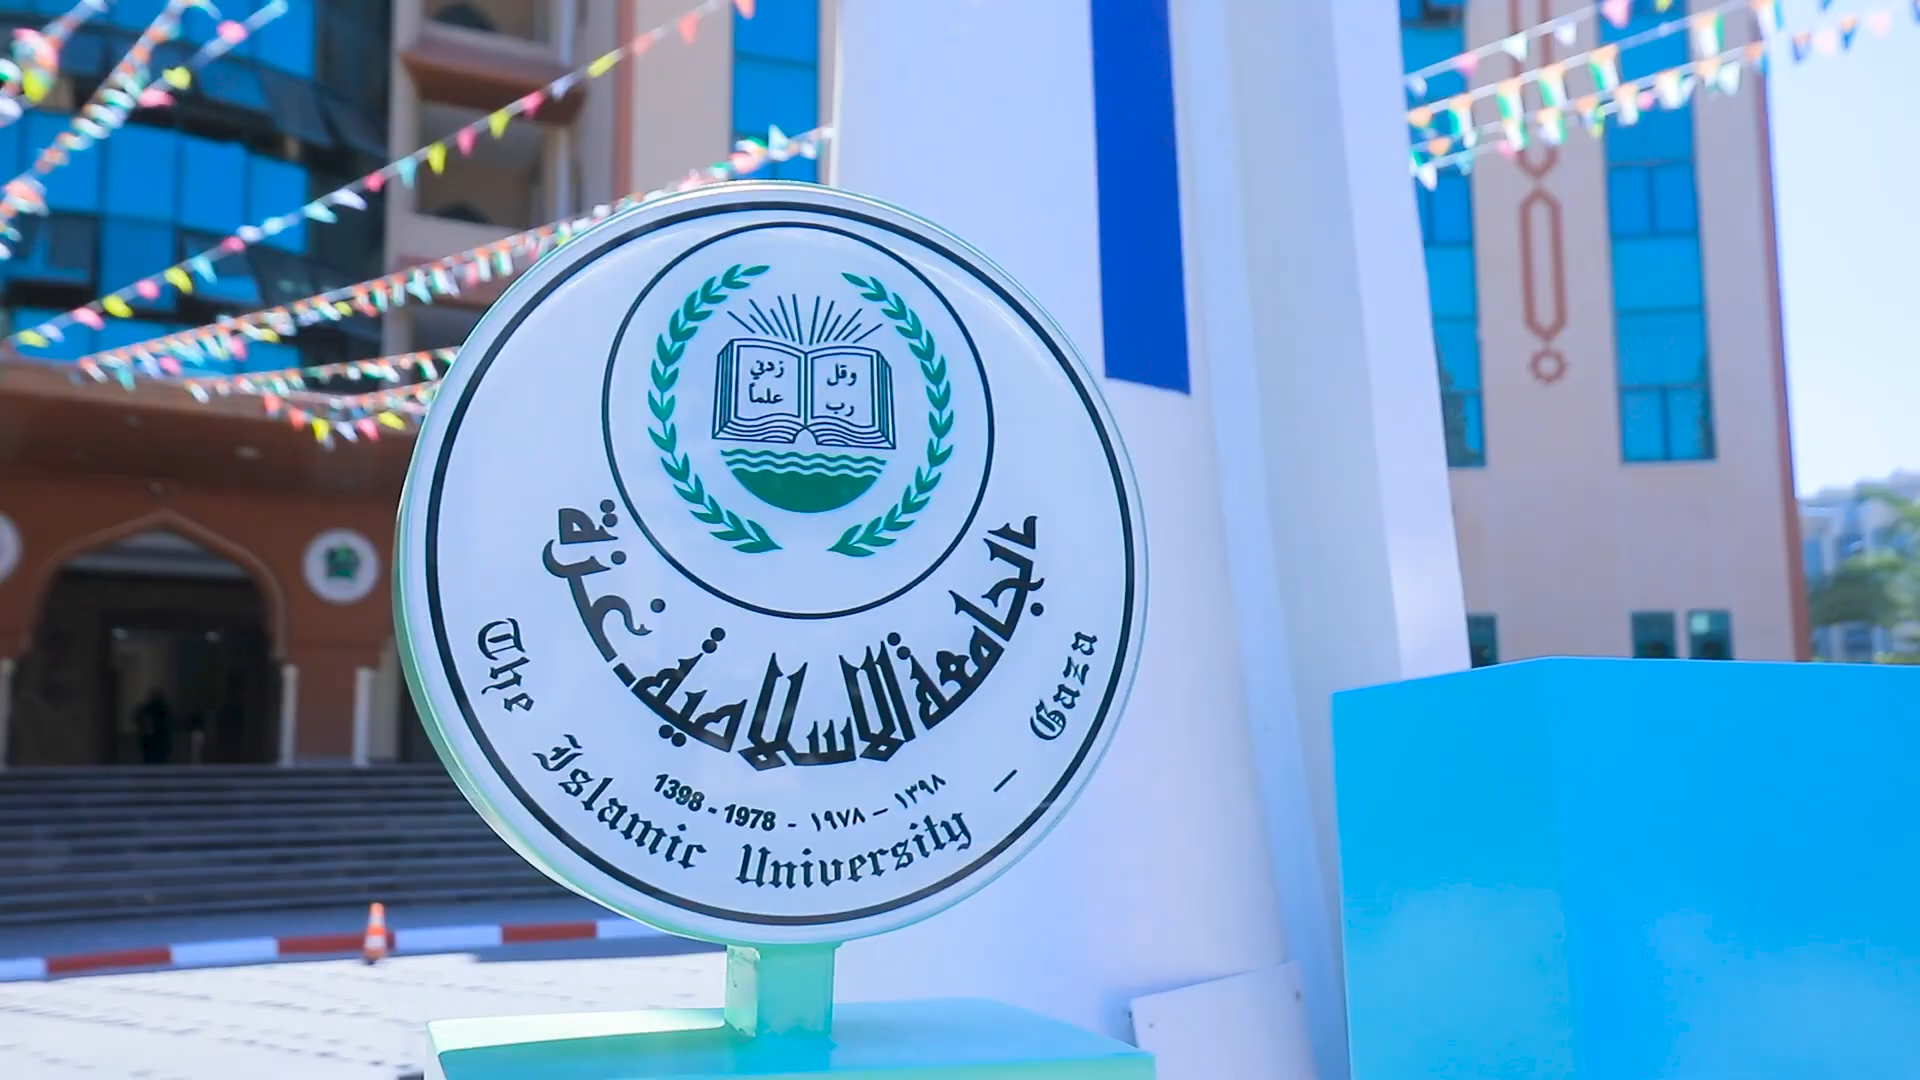 وقل
رب
زدني
علماً
الجامعة الإسلامية - غزة
1398 - 1978 - ١٩٧٨ – ١٣٩٨
The Islamic University – Gaza